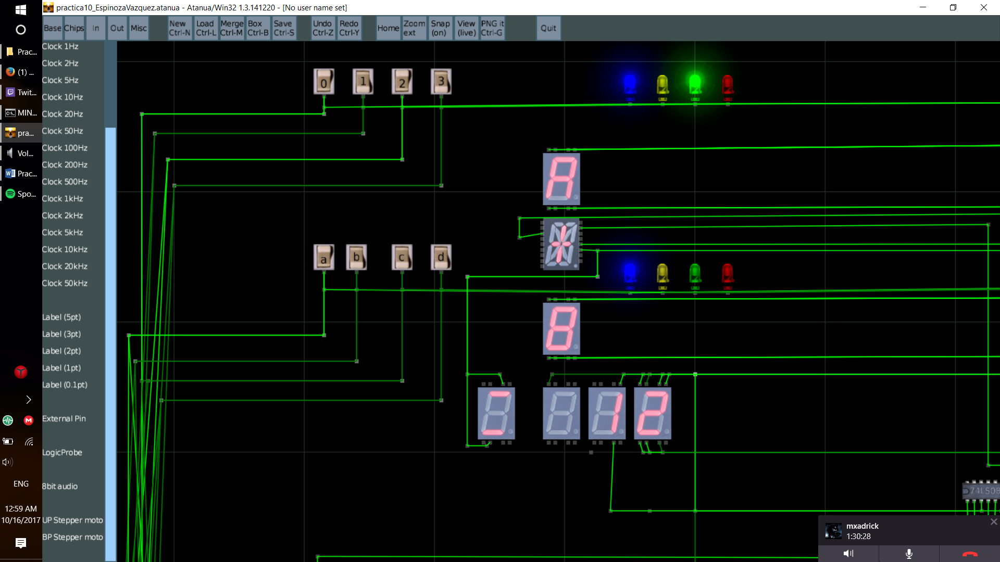 practica10_EspinozaVazquez.atanua - Atanua/Win32 1.3.141220 - [No user name set]
Base Chips In Out Misc
New Ctrl-N
Load Ctrl-L
Merge Ctrl-M
Box Ctrl-B
Save Ctrl-S
Undo Ctrl-Z
Redo Ctrl-Y
Home
Zoom ext
Snap (on)
View (live)
PNG it Ctrl-G
Quit
Prac...
(1) ...
Twit...
MIN...
pra...
Vol...
Prac...
Spo...
ENG
12:59 AM
10/16/2017
Clock 1Hz
Clock 2Hz
Clock 5Hz
Clock 10Hz
Clock 20Hz
Clock 50Hz
Clock 100Hz
Clock 200Hz
Clock 500Hz
Clock 1kHz
Clock 2kHz
Clock 5kHz
Clock 10kHz
Clock 20kHz
Clock 50kHz
Label (5pt)
Label (3pt)
Label (2pt)
Label (1pt)
Label (0.1pt)
External Pin
LogicProbe
8bit audio
UP Stepper moto
BP Stepper moto
0 1 2 3
A
a b c d
8
12
74LS08
mxadrick
1:30:28